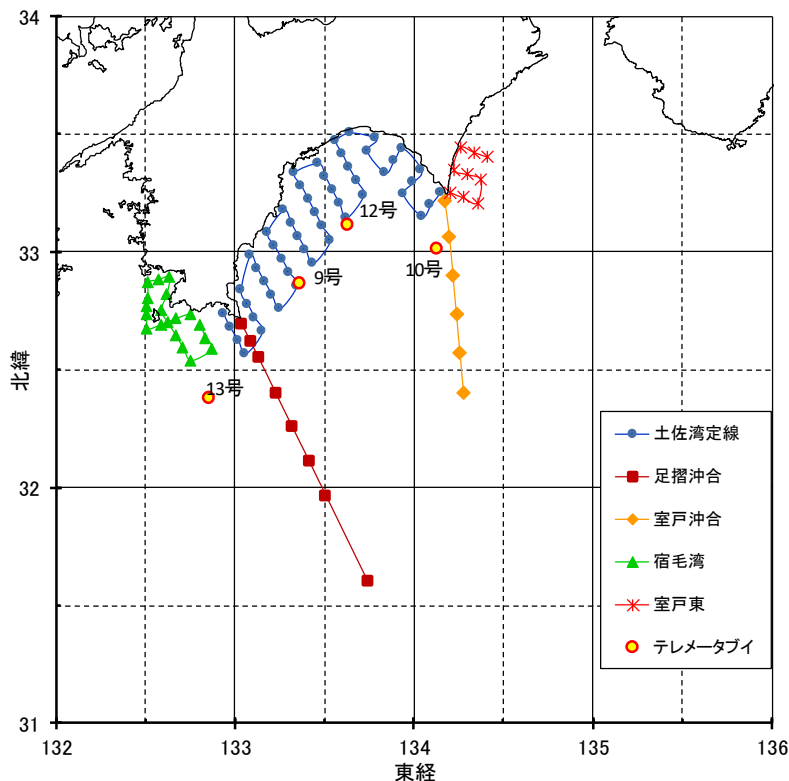 34
33
32
31
北緯
12号
10号
9号
13号
土佐湾定線
足摺沖合
室戸沖合
宿毛湾
室戸東
テレメータブイ
132
133
134
135
136
東経